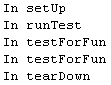 In setUp
In runTest
In testForFun
In testForFun
In tearDown